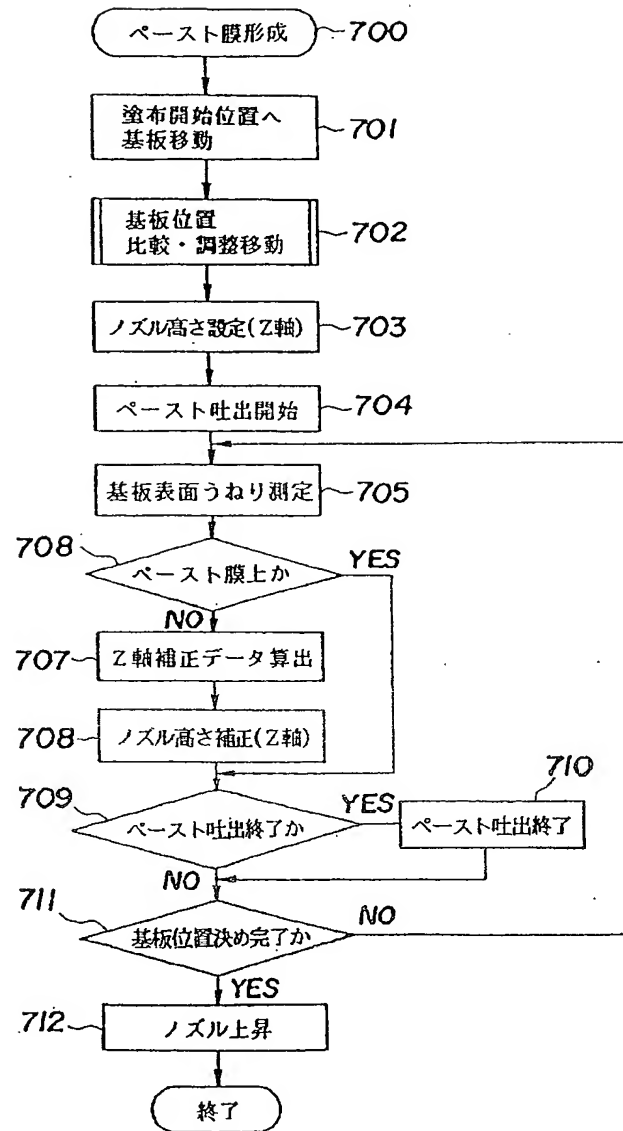 ペースト膜形成 700
塗布開始位置へ
基板移動
701
基板位置
比較・調整移動
702
ノズル高さ設定(Z軸) 703
ペースト吐出開始 704
基板表面うねり測定 705
708
ペースト膜上か
YES
NO
707 Z軸補正データ算出
708 ノズル高さ補正(Z軸)
709
ペースト吐出終了か
YES
710
ペースト吐出終了
NO
711
基板位置決め完了か
NO
YES
712 ノズル上昇
終了